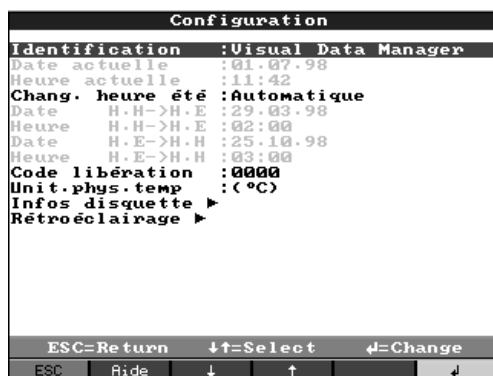 Configuration
Identification :Visual Data Manager
Date actuelle :01.07.98
Heure actuelle :11:42
Chang. heure été :Automatique
Date H.H->H.E :29.03.98
Heure H.H->H.E :02:00
Date H.E->H.H :25.10.98
Heure H.E->H.H :03:00
Code libération :0000
Unit.phys.temp :(°C)
Infos disquette ►
Rétroéclairage ►
ESC=Return ↓↑=Select ↲=Change
ESC Aide ↓ ↑ ↲